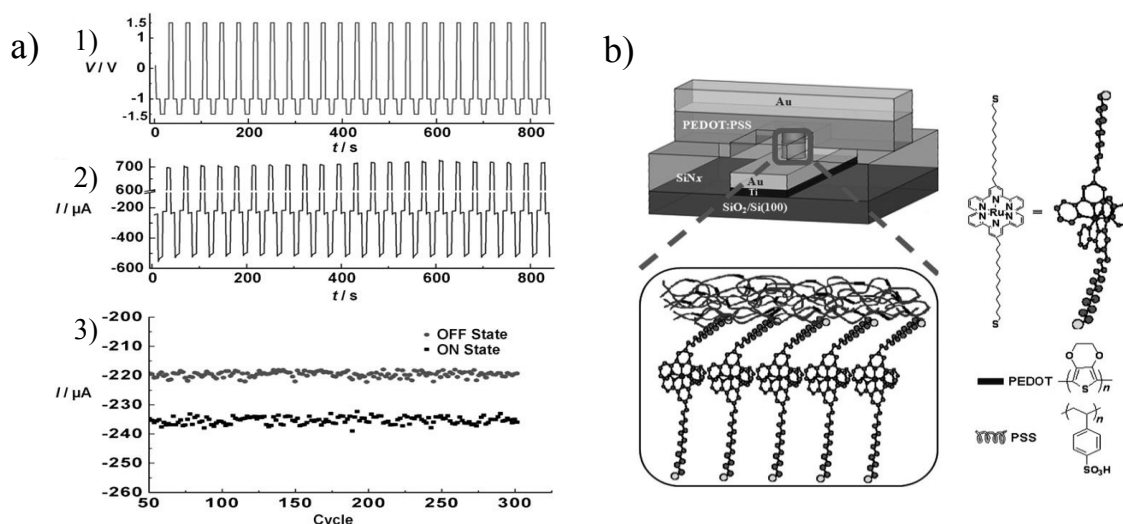 a)
1)
V / V
1.5
1
0
-1
-1.5
0 200 400 600 800
t / s
2)
I / µA
700
600
-200
-400
-600
0 200 400 600 800
t / s
3)
I / µA
-200
-210
-220
-230
-240
-250
-260
OFF State
ON State
50 100 150 200 250 300
Cycle
b)
Au
PEDOT:PSS
SiNx
Au
Ti
SiO2/Si(100)
S
N N N
Ru
N N N
=
S
PEDOT
O O
S n
PSS
n
SO3H